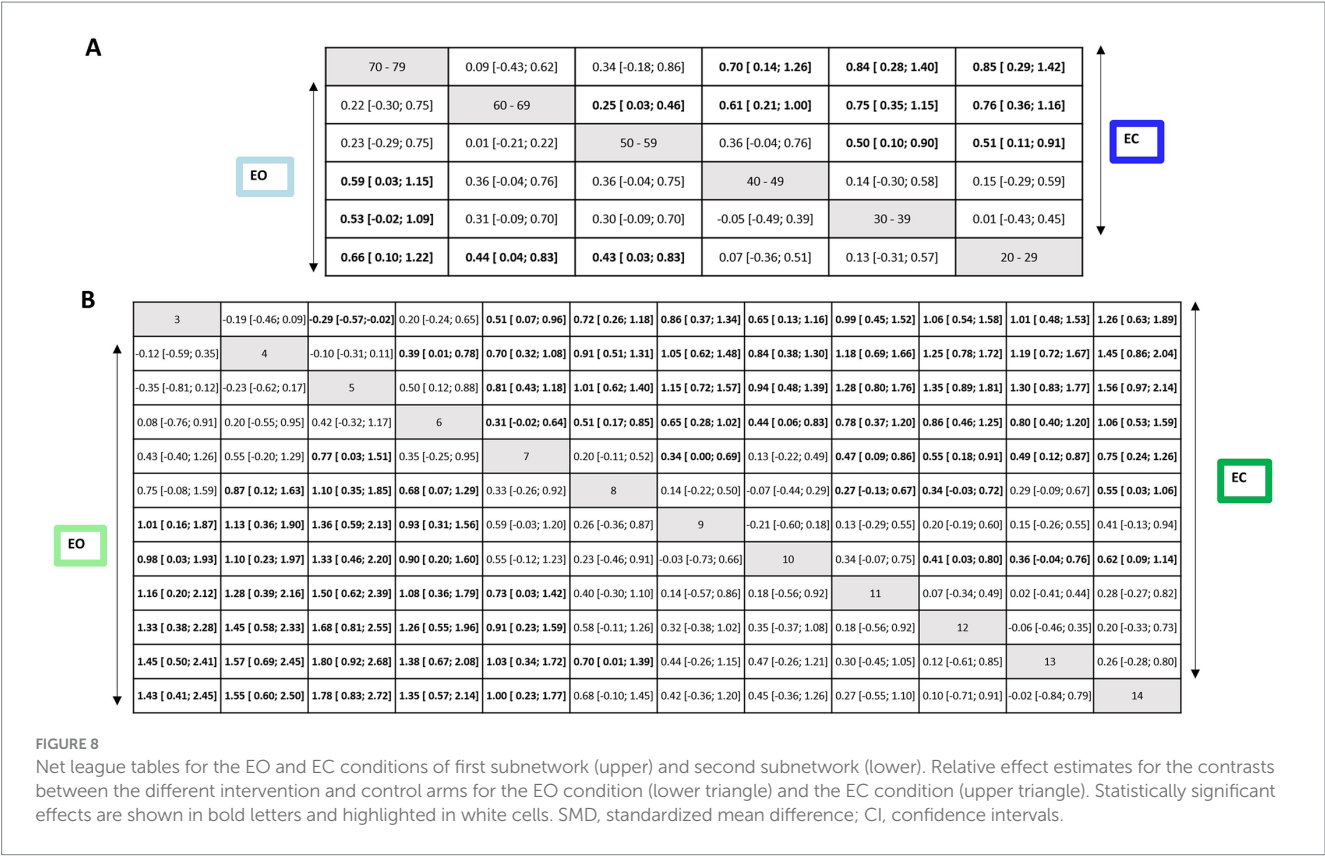 A
70 - 79 0.09 [-0.43; 0.62] 0.34 [-0.18; 0.86] 0.70 [ 0.14; 1.26] 0.84 [ 0.28; 1.40] 0.85 [ 0.29; 1.42]
0.22 [-0.30; 0.75] 60 - 69 0.25 [ 0.03; 0.46] 0.61 [ 0.21; 1.00] 0.75 [ 0.35; 1.15] 0.76 [ 0.36; 1.16]
0.23 [-0.29; 0.75] 0.01 [-0.21; 0.22] 50 - 59 0.36 [-0.04; 0.76] 0.50 [ 0.10; 0.90] 0.51 [ 0.11; 0.91]
EC
EO
0.59 [ 0.03; 1.15] 0.36 [-0.04; 0.76] 0.36 [-0.04; 0.75] 40 - 49 0.14 [-0.30; 0.58] 0.15 [-0.29; 0.59]
0.53 [-0.02; 1.09] 0.31 [-0.09; 0.70] 0.30 [-0.09; 0.70] -0.05 [-0.49; 0.39] 30 - 39 0.01 [-0.43; 0.45]
0.66 [ 0.10; 1.22] 0.44 [ 0.04; 0.83] 0.43 [ 0.03; 0.83] 0.07 [-0.36; 0.51] 0.13 [-0.31; 0.57] 20 - 29
B
3 -0.19 [-0.46; 0.09] -0.29 [-0.57;-0.02] 0.20 [-0.24; 0.65] 0.51 [ 0.07; 0.96] 0.72 [ 0.26; 1.18] 0.86 [ 0.37; 1.34] 0.65 [ 0.13; 1.16] 0.99 [ 0.45; 1.52] 1.06 [ 0.54; 1.58] 1.01 [ 0.48; 1.53] 1.26 [ 0.63; 1.89]
-0.12 [-0.59; 0.35] 4 -0.10 [-0.31; 0.11] 0.39 [ 0.01; 0.78] 0.70 [ 0.32; 1.08] 0.91 [ 0.51; 1.31] 1.05 [ 0.62; 1.48] 0.84 [ 0.38; 1.30] 1.18 [ 0.69; 1.66] 1.25 [ 0.78; 1.72] 1.19 [ 0.72; 1.67] 1.45 [ 0.86; 2.04]
-0.35 [-0.81; 0.12] -0.23 [-0.62; 0.17] 5 0.50 [ 0.12; 0.88] 0.81 [ 0.43; 1.18] 1.01 [ 0.62; 1.40] 1.15 [ 0.72; 1.57] 0.94 [ 0.48; 1.39] 1.28 [ 0.80; 1.76] 1.35 [ 0.89; 1.81] 1.30 [ 0.83; 1.77] 1.56 [ 0.97; 2.14]
0.08 [-0.76; 0.91] 0.20 [-0.55; 0.95] 0.42 [-0.32; 1.17] 6 0.31 [-0.02; 0.64] 0.51 [ 0.17; 0.85] 0.65 [ 0.28; 1.02] 0.44 [ 0.06; 0.83] 0.78 [ 0.37; 1.20] 0.86 [ 0.46; 1.25] 0.80 [ 0.40; 1.20] 1.06 [ 0.53; 1.59]
0.43 [-0.40; 1.26] 0.55 [-0.20; 1.29] 0.77 [ 0.03; 1.51] 0.35 [-0.25; 0.95] 7 0.20 [-0.11; 0.52] 0.34 [ 0.00; 0.69] 0.13 [-0.22; 0.49] 0.47 [ 0.09; 0.86] 0.55 [ 0.18; 0.91] 0.49 [ 0.12; 0.87] 0.75 [ 0.24; 1.26]
EC
0.75 [-0.08; 1.59] 0.87 [ 0.12; 1.63] 1.10 [ 0.35; 1.85] 0.68 [ 0.07; 1.29] 0.33 [-0.26; 0.92] 8 0.14 [-0.22; 0.50] -0.07 [-0.44; 0.29] 0.27 [-0.13; 0.67] 0.34 [-0.03; 0.72] 0.29 [-0.09; 0.67] 0.55 [ 0.03; 1.06]
1.01 [ 0.16; 1.87] 1.13 [ 0.36; 1.90] 1.36 [ 0.59; 2.13] 0.93 [ 0.31; 1.56] 0.59 [-0.03; 1.20] 0.26 [-0.36; 0.87] 9 -0.21 [-0.60; 0.18] 0.13 [-0.29; 0.55] 0.20 [-0.19; 0.60] 0.15 [-0.26; 0.55] 0.41 [-0.13; 0.94]
EO
0.98 [ 0.03; 1.93] 1.10 [ 0.23; 1.97] 1.33 [ 0.46; 2.20] 0.90 [ 0.20; 1.60] 0.55 [-0.12; 1.23] 0.23 [-0.46; 0.91] -0.03 [-0.73; 0.66] 10 0.34 [-0.07; 0.75] 0.41 [ 0.03; 0.80] 0.36 [-0.04; 0.76] 0.62 [ 0.09; 1.14]
1.16 [ 0.20; 2.12] 1.28 [ 0.39; 2.16] 1.50 [ 0.62; 2.39] 1.08 [ 0.36; 1.79] 0.73 [ 0.03; 1.42] 0.40 [-0.30; 1.10] 0.14 [-0.57; 0.86] 0.18 [-0.56; 0.92] 11 0.07 [-0.34; 0.49] 0.02 [-0.41; 0.44] 0.28 [-0.27; 0.82]
1.33 [ 0.38; 2.28] 1.45 [ 0.58; 2.33] 1.68 [ 0.81; 2.55] 1.26 [ 0.55; 1.96] 0.91 [ 0.23; 1.59] 0.58 [-0.11; 1.26] 0.32 [-0.38; 1.02] 0.35 [-0.37; 1.08] 0.18 [-0.56; 0.92] 12 -0.06 [-0.46; 0.35] 0.20 [-0.33; 0.73]
1.45 [ 0.50; 2.41] 1.57 [ 0.69; 2.45] 1.80 [ 0.92; 2.68] 1.38 [ 0.67; 2.08] 1.03 [ 0.34; 1.72] 0.70 [ 0.01; 1.39] 0.44 [-0.26; 1.15] 0.47 [-0.26; 1.21] 0.30 [-0.45; 1.05] 0.12 [-0.61; 0.85] 13 0.26 [-0.28; 0.80]
1.43 [ 0.41; 2.45] 1.55 [ 0.60; 2.50] 1.78 [ 0.83; 2.72] 1.35 [ 0.57; 2.14] 1.00 [ 0.23; 1.77] 0.68 [-0.10; 1.45] 0.42 [-0.36; 1.20] 0.45 [-0.36; 1.26] 0.27 [-0.55; 1.10] 0.10 [-0.71; 0.91] -0.02 [-0.84; 0.79] 14
FIGURE 8
Net league tables for the EO and EC conditions of first subnetwork (upper) and second subnetwork (lower). Relative effect estimates for the contrasts
between the different intervention and control arms for the EO condition (lower triangle) and the EC condition (upper triangle). Statistically significant
effects are shown in bold letters and highlighted in white cells. SMD, standardized mean difference; CI, confidence intervals.